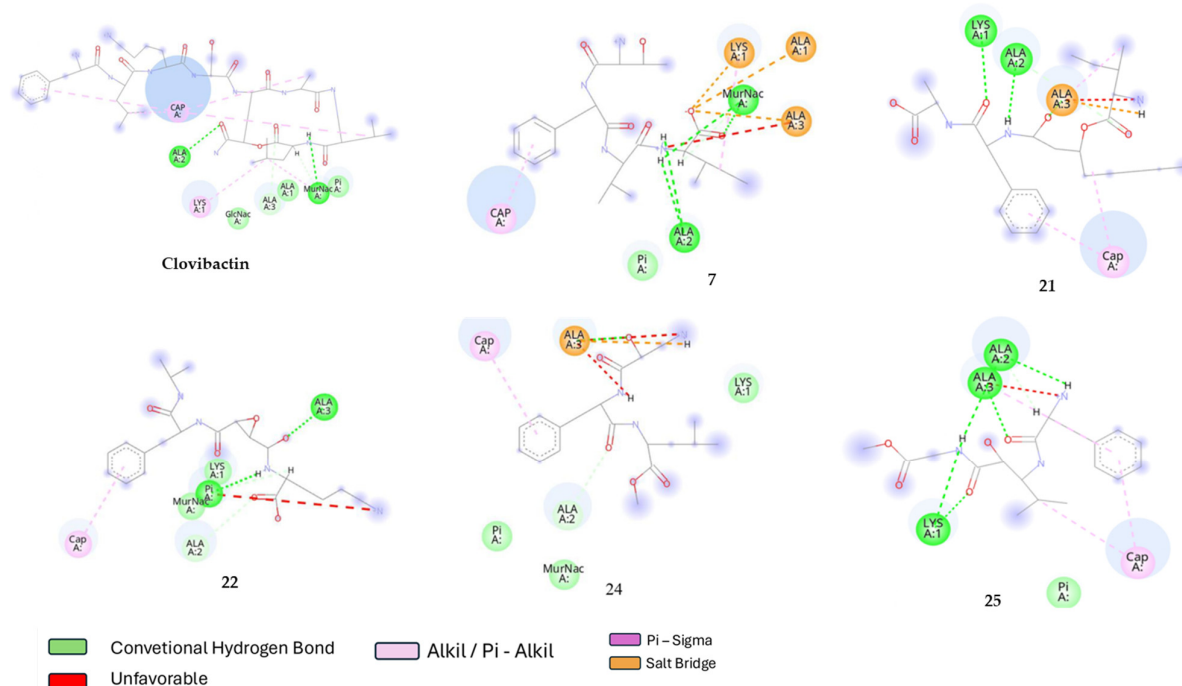 CAP
A:
ALA
A:2
LYS
A:1
GlcNac
A:
ALA
A:3
ALA
A:1
MurNac
A:
Pi
A:
O
O
O
O
O
O
O
N
N
H
H
Clovibactin
LYS
A:1
ALA
A:1
MurNac
A:
ALA
A:3
CAP
A:
ALA
A:2
Pi
A:
N
O
N
O
O
N
O
N
H
H
H
O
O
7
LYS
A:1
ALA
A:2
ALA
A:3
Cap
A:
O
O
N
O
H
N
O
O
O
N
H
21
ALA
A:3
LYS
A:1
Pi
A:
MurNac
A:
ALA
A:2
Cap
A:
N
O
N
O
O
O
H
N
H
O
O
N
22
Cap
A:
ALA
A:3
LYS
A:1
ALA
A:2
Pi
A:
MurNac
A:
O
N
H
O
N
H
O
N
O
O
24
ALA
A:2
ALA
A:3
LYS
A:1
Cap
A:
Pi
A:
H
N
H
O
N
O
O
H
N
O
O
25
Convetional Hydrogen Bond
Unfavorable
Alkil / Pi - Alkil
Pi – Sigma
Salt Bridge